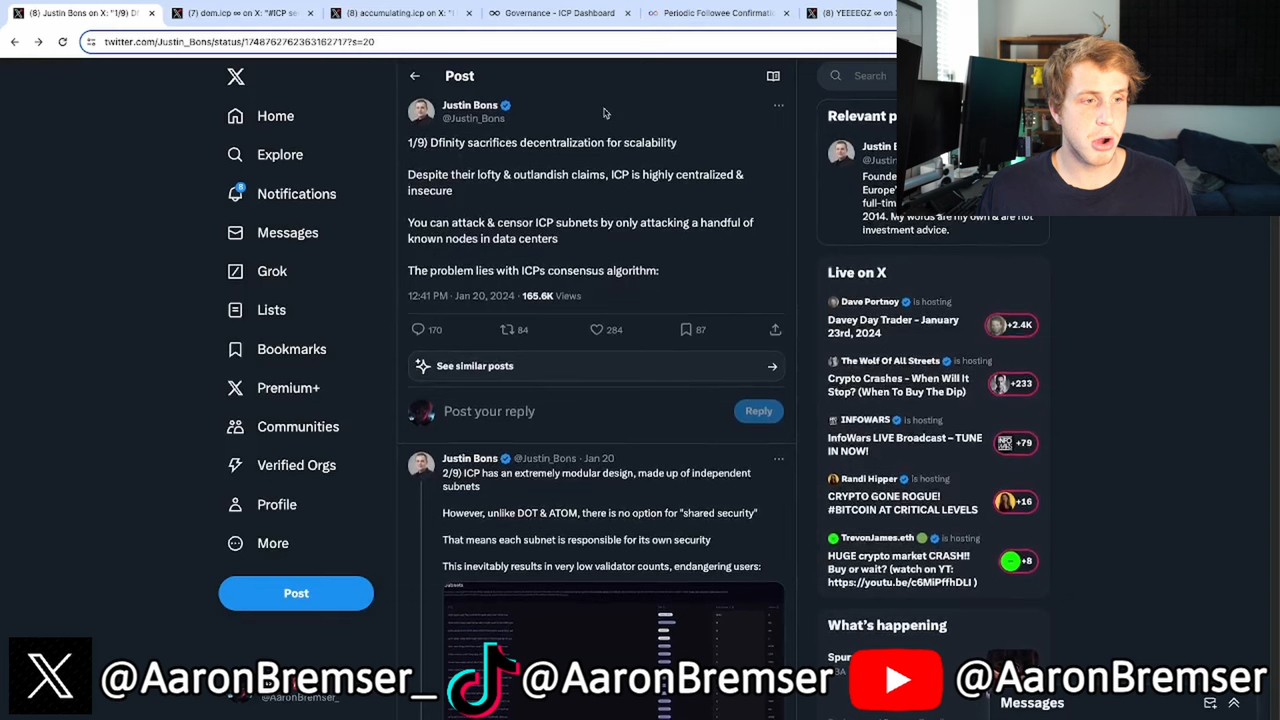 (8) Justin Bons on X: "1/9) Df
(7) dom.icp ∞ on X: "#ICP se
(8) accumulating.icp on X: "
Governance - ICP Dashboard
Periodic Followee Confirmati
(8) YEEEEGZ ∞ on X
twitter.com/Justin_Bons/status/1748762762363162717?s=20
Home
Explore
8
Notifications
Messages
Grok
Lists
Bookmarks
Premium+
Communities
Verified Orgs
Profile
More
Post
Post
Justin Bons
@Justin_Bons
1/9) Dfinity sacrifices decentralization for scalability
Despite their lofty & outlandish claims, ICP is highly centralized &
insecure
You can attack & censor ICP subnets by only attacking a handful of
known nodes in data centers
The problem lies with ICPs consensus algorithm:
12:41 PM · Jan 20, 2024 · 165.6K Views
170 84 284 87
See similar posts
Post your reply
Reply
Justin Bons @Justin_Bons · Jan 20
2/9) ICP has an extremely modular design, made up of independent
subnets
However, unlike DOT & ATOM, there is no option for "shared security"
That means each subnet is responsible for its own security
This inevitably results in very low validator counts, endangering users:
Search
Relevant p
Justin B
@Justin
Founde
Europe'
full-tim
2014. My words are my own & are not
investment advice.
Live on X
Dave Portnoy is hosting
Davey Day Trader - January
23rd, 2024
+2.4K
The Wolf Of All Streets is hosting
Crypto Crashes - When Will It
Stop? (When To Buy The Dip)
+233
INFOWARS is hosting
InfoWars LIVE Broadcast – TUNE
IN NOW!
+79
Randi Hipper is hosting
CRYPTO GONE ROGUE!
#BITCOIN AT CRITICAL LEVELS
+16
TrevonJames.eth is hosting
HUGE crypto market CRASH!!
Buy or wait? (watch on YT:
https://youtu.be/c6MiPffhDLI )
+8
What's happening
Spur
Messages
@AaronBremser_
@AaronBremser_
@AaronBremser
@AaronBremser